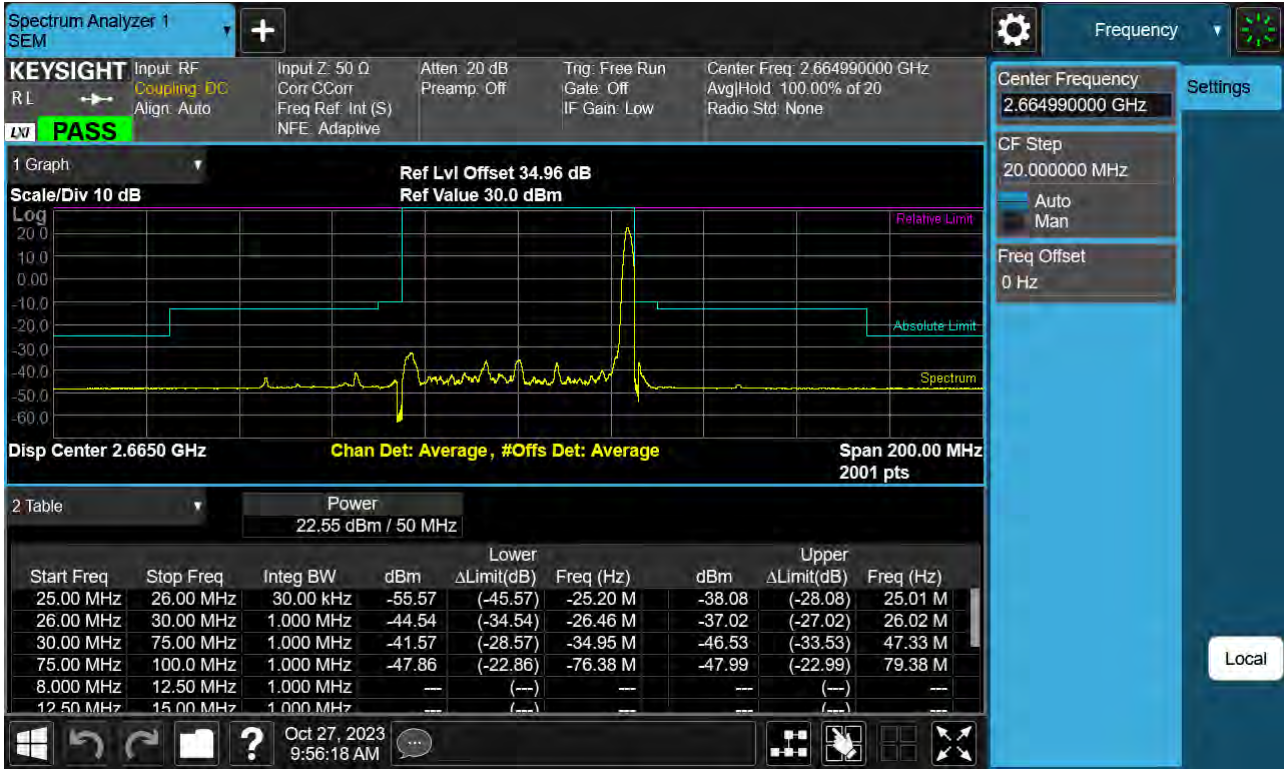 Spectrum Analyzer 1
SEM
+
Frequency
KEYSIGHT
R L
LXI
PASS
Input: RF
Coupling: DC
Align: Auto
Input Z: 50 Ω
Corr CCorr
Freq Ref: Int (S)
NFE: Adaptive
Atten: 20 dB
Preamp: Off
Trig: Free Run
Gate: Off
IF Gain: Low
Center Freq: 2.664990000 GHz
Avg|Hold: 100.00% of 20
Radio Std: None
Center Frequency
2.664990000 GHz
Settings
CF Step
20.000000 MHz
Auto
Man
Freq Offset
0 Hz
Local
1 Graph
Scale/Div 10 dB
Ref Lvl Offset 34.96 dB
Ref Value 30.0 dBm
Log
20.0
10.0
0.00
-10.0
-20.0
-30.0
-40.0
-50.0
-60.0
Relative Limit
Absolute Limit
Spectrum
Disp Center 2.6650 GHz Chan Det: Average, #Offs Det: Average Span 200.00 MHz
2001 pts
2 Table
Power
22.55 dBm / 50 MHz
Lower Upper
Start Freq Stop Freq Integ BW dBm ΔLimit(dB) Freq (Hz) dBm ΔLimit(dB) Freq (Hz)
25.00 MHz 26.00 MHz 30.00 kHz -55.57 (-45.57) -25.20 M -38.08 (-28.08) 25.01 M
26.00 MHz 30.00 MHz 1.000 MHz -44.54 (-34.54) -26.46 M -37.02 (-27.02) 26.02 M
30.00 MHz 75.00 MHz 1.000 MHz -41.57 (-28.57) -34.95 M -46.53 (-33.53) 47.33 M
75.00 MHz 100.0 MHz 1.000 MHz -47.86 (-22.86) -76.38 M -47.99 (-22.99) 79.38 M
8.000 MHz 12.50 MHz 1.000 MHz --- (---) --- --- (---) ---
12.50 MHz 15.00 MHz 1.000 MHz --- (---) --- --- (---) ---
?
Oct 27, 2023
9:56:18 AM